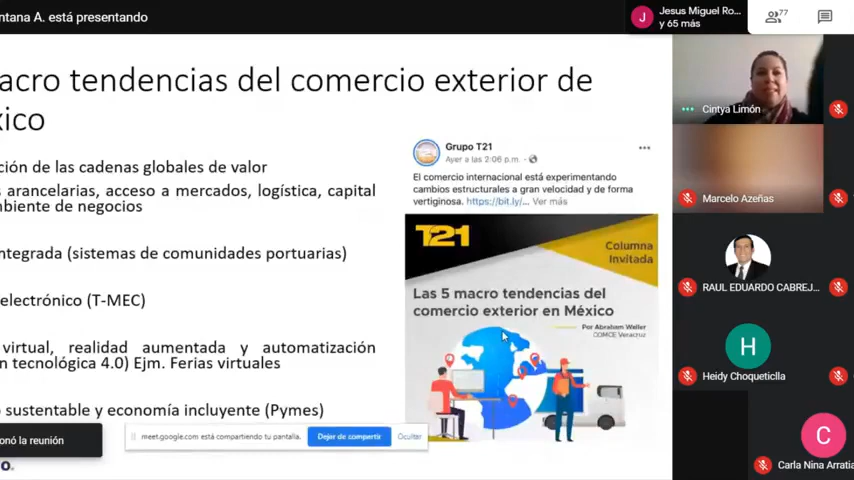 ntana A. está presentando
Jesus Miguel Ro...
y 65 más
77
acro tendencias del comercio exterior de
xico
ción de las cadenas globales de valor
s arancelarias, acceso a mercados, logística, capital
mbiente de negocios
ntegrada (sistemas de comunidades portuarias)
electrónico (T-MEC)
virtual, realidad aumentada y automatización
n tecnológica 4.0) Ejm. Ferias virtuales
o sustentable y economía incluyente (Pymes)
Grupo T21
Ayer a las 2:06 p.m.
El comercio internacional está experimentando
cambios estructurales a gran velocidad y de forma
vertiginosa. https://bit.ly/... Ver más
T21
Columna
Invitada
Las 5 macro tendencias del
comercio exterior en México
Por Abraham Waller
COMCE Veracruz
onó la reunión
meet.google.com está compartiendo tu pantalla.
Dejar de compartir
Ocultar
o.
J
Cintya Limón
Marcelo Azeñas
RAUL EDUARDO CABREJ...
H
Heidy Choqueticlla
C
Carla Nina Arratia